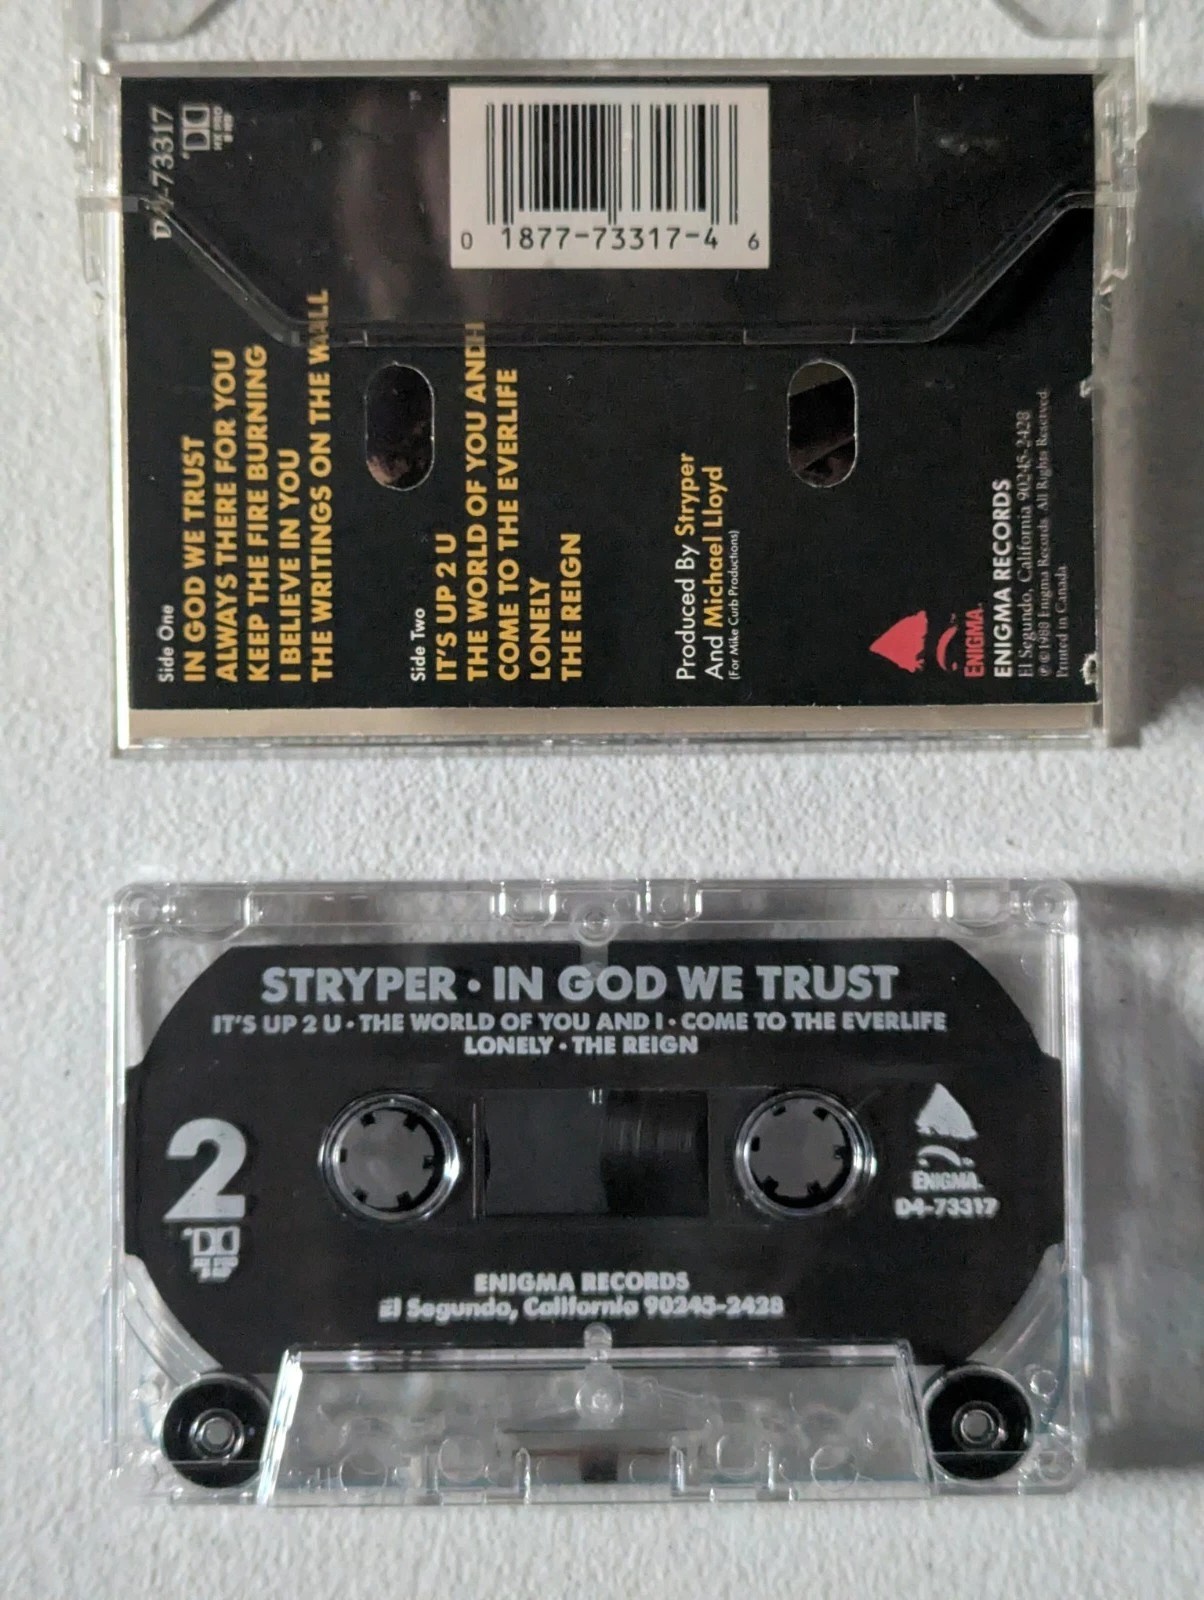 D4-73317
DOLBY HX PRO
B NR
0 1877-73317-4 6
Side One
IN GOD WE TRUST
ALWAYS THERE FOR YOU
KEEP THE FIRE BURNING
I BELIEVE IN YOU
THE WRITINGS ON THE WALL
Side Two
IT'S UP 2 U
THE WORLD OF YOU AND I
COME TO THE EVERLIFE
LONELY
THE REIGN
Produced By Stryper
And Michael Lloyd
(For Mike Curb Productions)
ENIGMA.
ENIGMA RECORDS
El Segundo, California 90245-2428
℗ © 1988 Enigma Records. All Rights Reserved.
Printed in Canada
STRYPER • IN GOD WE TRUST
IT'S UP 2 U • THE WORLD OF YOU AND I • COME TO THE EVERLIFE
LONELY • THE REIGN
2
ENIGMA.
D4-73317
ENIGMA RECORDS
El Segundo, California 90245-2428